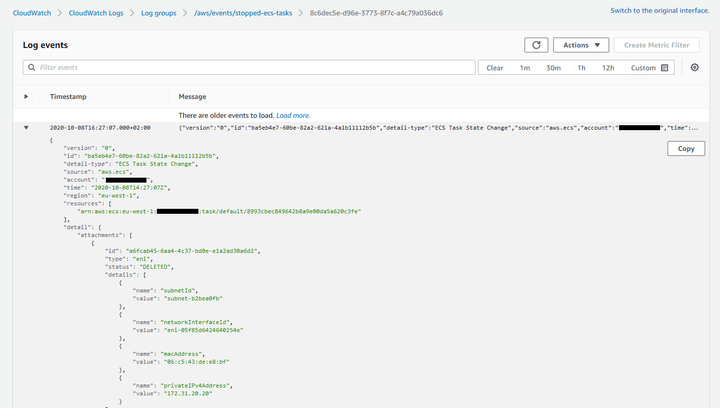 CloudWatch > CloudWatch Logs > Log groups > /aws/events/stopped-ecs-tasks > 8c6dec5e-d96e-3773-8f7c-a4c79a036dc6
Switch to the original interface.
Log events
Actions ▼
Create Metric Filter
Filter events
Clear 1m 30m 1h 12h Custom
Timestamp Message
There are older events to load. Load more.
2020-10-08T16:27:07.000+02:00 {"version":"0","id":"ba5eb4e7-60be-82a2-621a-4a1b11112b5b","detail-type":"ECS Task State Change","source":"aws.ecs","account":" ","time":...
Copy
{
"version": "0",
"id": "ba5eb4e7-60be-82a2-621a-4a1b11112b5b",
"detail-type": "ECS Task State Change",
"source": "aws.ecs",
"account": " ",
"time": "2020-10-08T14:27:07Z",
"region": "eu-west-1",
"resources": [
"arn:aws:ecs:eu-west-1: :task/default/8993cbec849642b8a9e00da5a620c3fe"
],
"detail": {
"attachments": [
{
"id": "a6fcab45-6aa4-4c37-bd0e-e1a2ad30a6d2",
"type": "eni",
"status": "DELETED",
"details": [
{
"name": "subnetId",
"value": "subnet-b2bea0fb"
},
{
"name": "networkInterfaceId",
"value": "eni-05f85d6424640254e"
},
{
"name": "macAddress",
"value": "06:c5:43:de:e8:bf"
},
{
"name": "privateIPv4Address",
"value": "172.31.20.20"
}